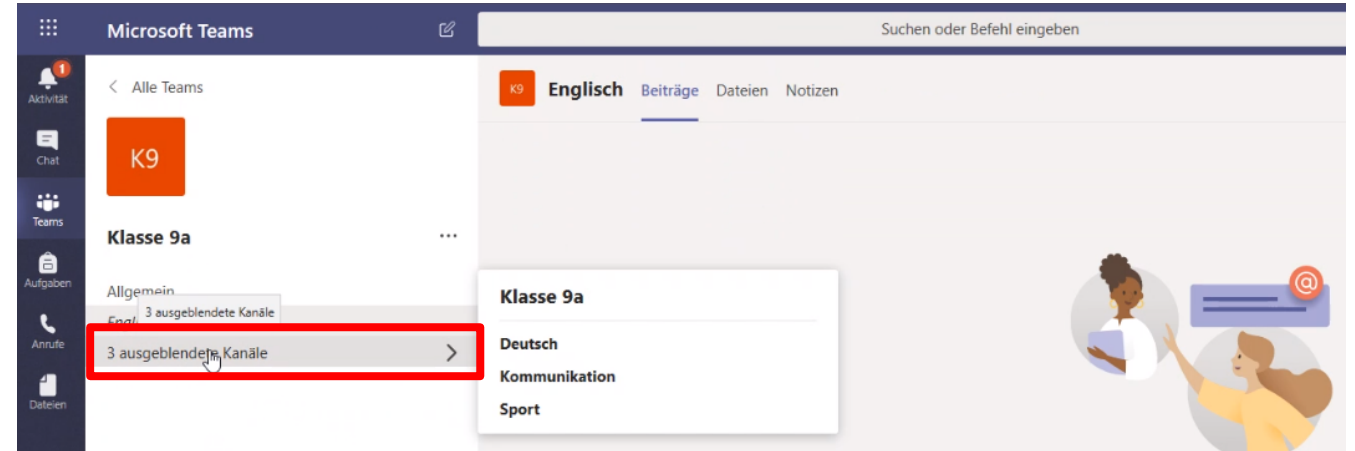 Microsoft Teams
Suchen oder Befehl eingeben
1
Aktivität
Chat
Teams
Aufgaben
Anrufe
Dateien
< Alle Teams
K9
Klasse 9a
...
Allgemein
3 ausgeblendete Kanäle
3 ausgeblendete Kanäle >
K9 Englisch Beiträge Dateien Notizen
Klasse 9a
Deutsch
Kommunikation
Sport
@